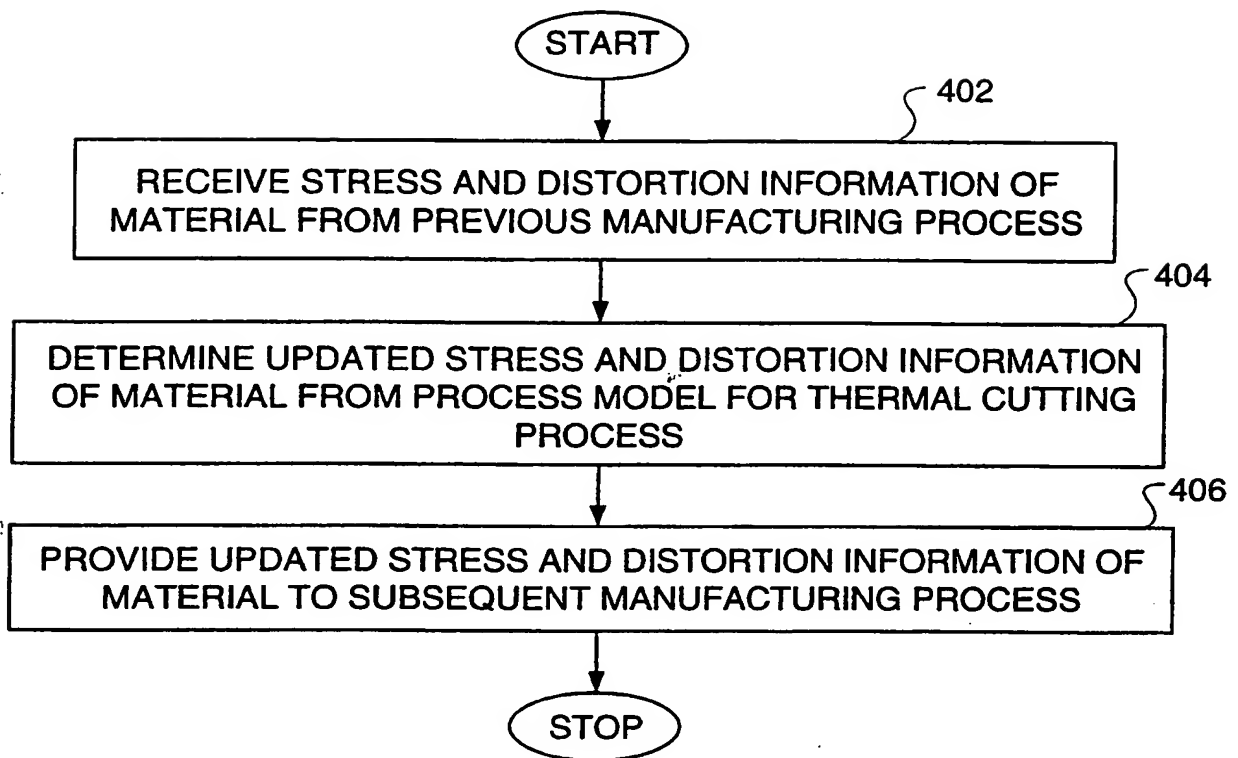 START
402
RECEIVE STRESS AND DISTORTION INFORMATION OF
MATERIAL FROM PREVIOUS MANUFACTURING PROCESS
404
DETERMINE UPDATED STRESS AND DISTORTION INFORMATION
OF MATERIAL FROM PROCESS MODEL FOR THERMAL CUTTING
PROCESS
406
PROVIDE UPDATED STRESS AND DISTORTION INFORMATION OF
MATERIAL TO SUBSEQUENT MANUFACTURING PROCESS
STOP